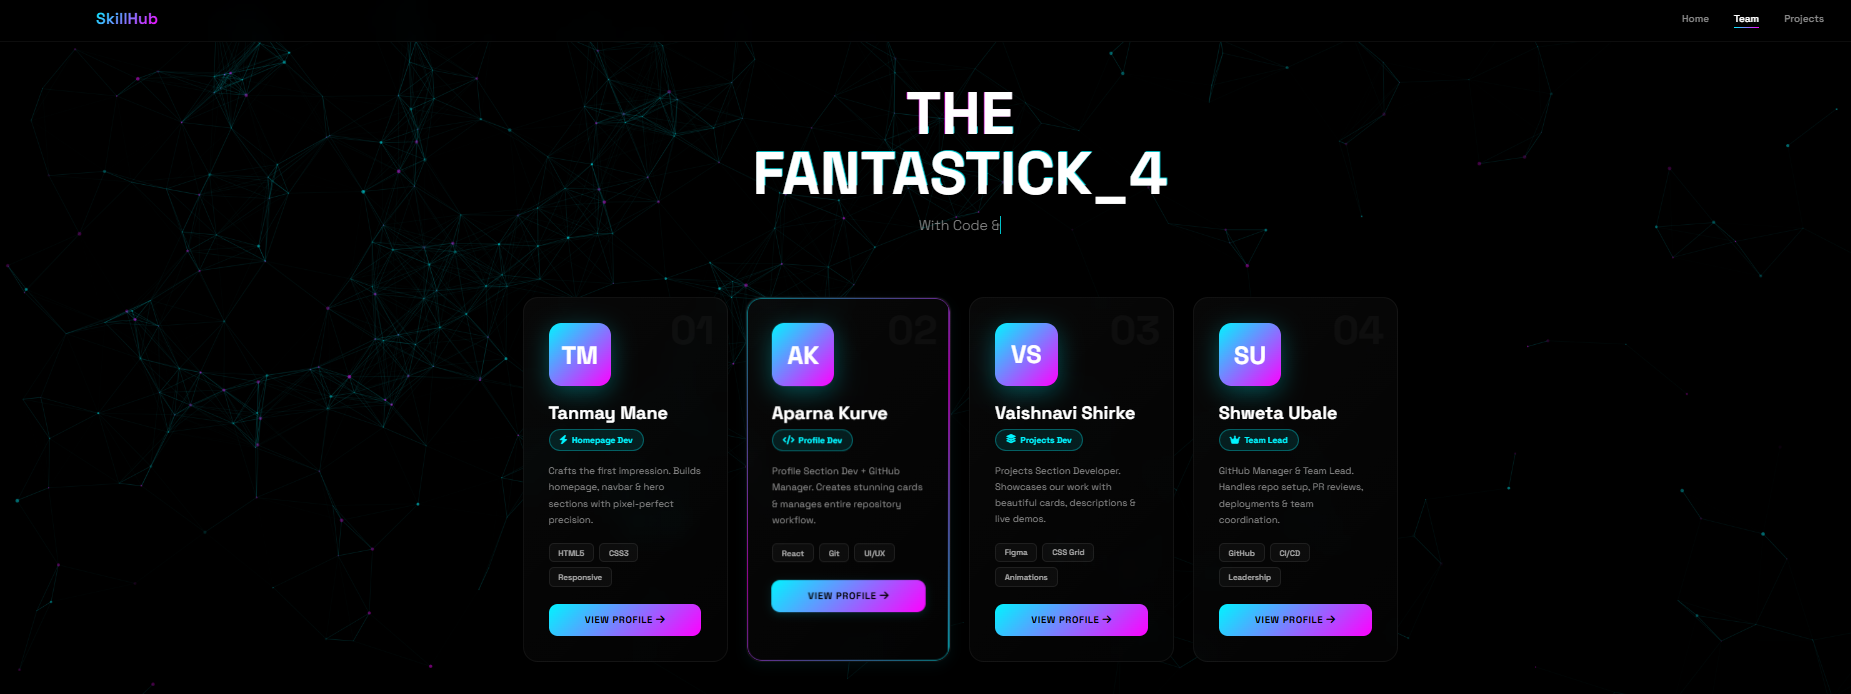 SkillHub
Home Team Projects
THE
FANTASTICK_4
With Code &
01
TM
Tanmay Mane
Homepage Dev
Crafts the first impression. Builds
homepage, navbar & hero
sections with pixel-perfect
precision.
HTML5 CSS3
Responsive
VIEW PROFILE →
02
AK
Aparna Kurve
Profile Dev
Profile Section Dev + GitHub
Manager. Creates stunning cards
& manages entire repository
workflow.
React Git UI/UX
VIEW PROFILE →
03
VS
Vaishnavi Shirke
Projects Dev
Projects Section Developer.
Showcases our work with
beautiful cards, descriptions &
live demos.
Figma CSS Grid
Animations
VIEW PROFILE →
04
SU
Shweta Ubale
Team Lead
GitHub Manager & Team Lead.
Handles repo setup, PR reviews,
deployments & team
coordination.
GitHub CI/CD
Leadership
VIEW PROFILE →